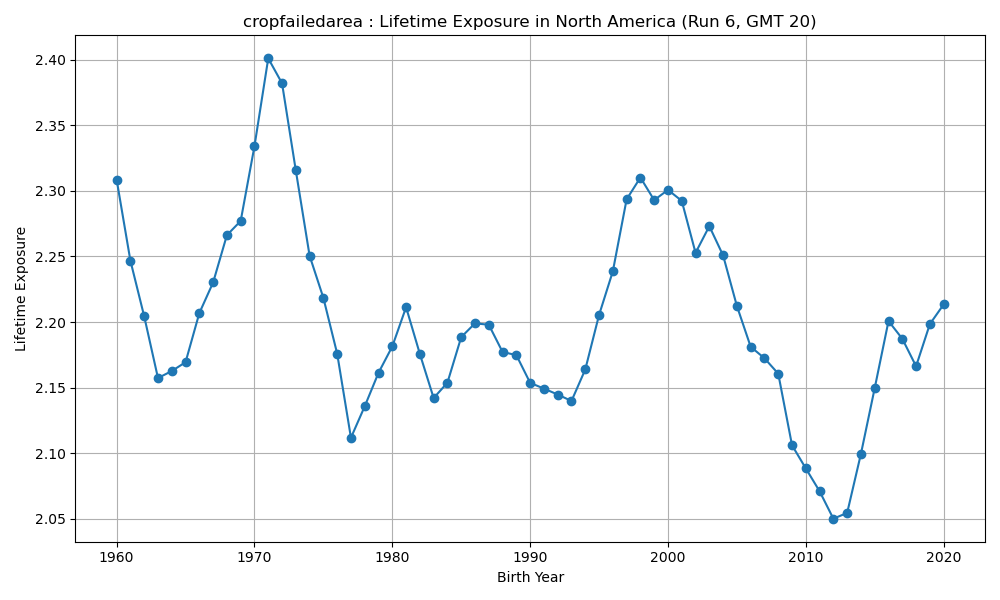 cropfailedarea : Lifetime Exposure in North America (Run 6, GMT 20)
2.40
2.35
2.30
2.25
2.20
2.15
2.10
2.05
Lifetime Exposure
1960 1970 1980 1990 2000 2010 2020
Birth Year